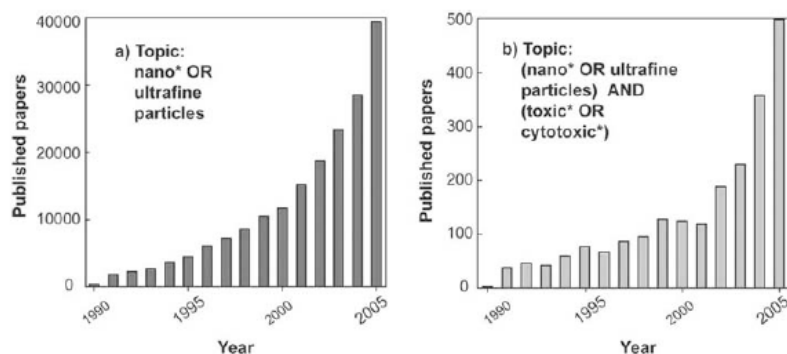 40000
30000
20000
10000
0
Published papers
a) Topic:
nano* OR
ultrafine
particles
1990
1995
2000
2005
Year
500
400
300
200
100
0
Published papers
b) Topic:
(nano* OR ultrafine
particles) AND
(toxic* OR
cytotoxic*)
1990
1995
2000
2005
Year